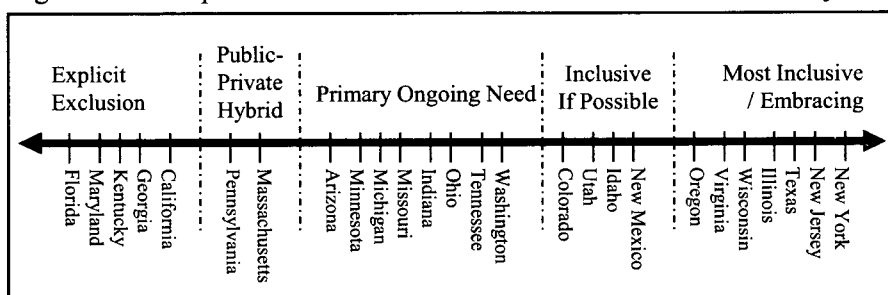 Explicit
Exclusion
Public-
Private
Hybrid
Primary Ongoing Need
Inclusive
If Possible
Most Inclusive
/ Embracing
Florida
Maryland
Kentucky
Georgia
California
Pennsylvania
Massachusetts
Arizona
Minnesota
Michigan
Missouri
Indiana
Ohio
Tennessee
Washington
Colorado
Utah
Idaho
New Mexico
Oregon
Virginia
Wisconsin
Illinois
Texas
New Jersey
New York